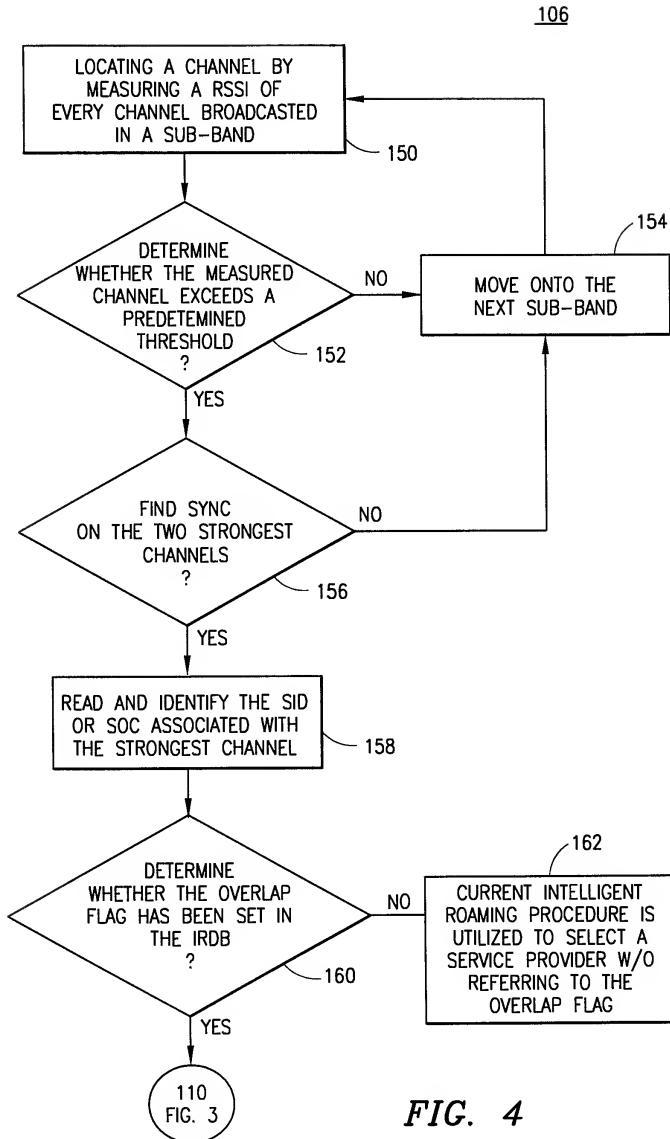 106
LOCATING A CHANNEL BY
MEASURING A RSSI OF
EVERY CHANNEL BROADCASTED
IN A SUB-BAND
150
DETERMINE
WHETHER THE MEASURED
CHANNEL EXCEEDS A
PREDETEMINED
THRESHOLD
?
152
NO
154
MOVE ONTO THE
NEXT SUB-BAND
YES
FIND SYNC
ON THE TWO STRONGEST
CHANNELS
?
156
NO
YES
READ AND IDENTIFY THE SID
OR SOC ASSOCIATED WITH
THE STRONGEST CHANNEL
158
DETERMINE
WHETHER THE OVERLAP
FLAG HAS BEEN SET IN
THE IRDB
?
160
NO
162
CURRENT INTELLIGENT
ROAMING PROCEDURE IS
UTILIZED TO SELECT A
SERVICE PROVIDER W/O
REFERRING TO THE
OVERLAP FLAG
YES
110
FIG. 3
FIG. 4